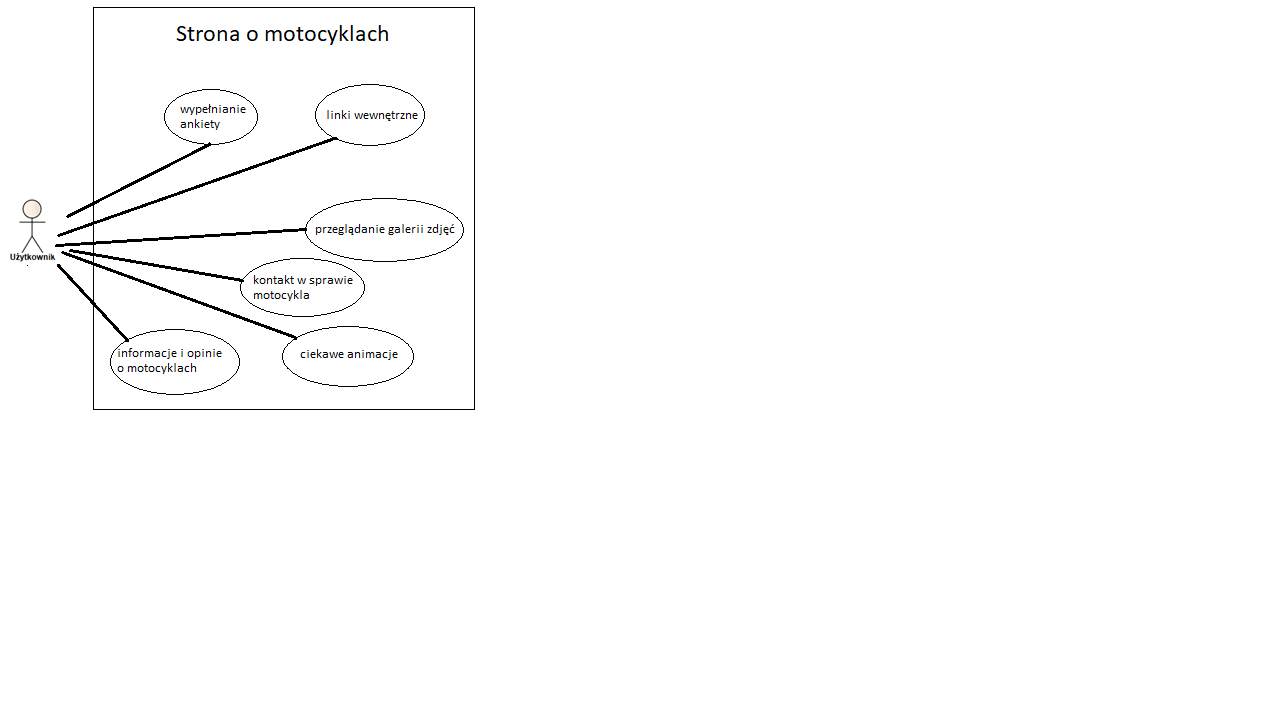 Strona o motocyklach
wypełnianie
ankiety
linki wewnętrzne
przeglądanie galerii zdjęć
Użytkownik
kontakt w sprawie
motocykla
informacje i opinie
o motocyklach
ciekawe animacje